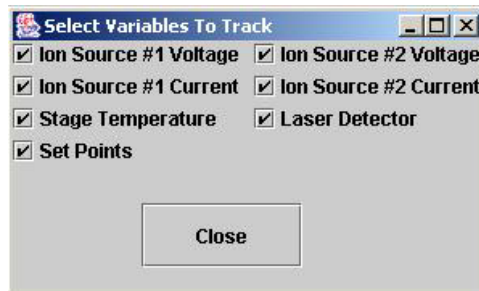 Select Variables To Track
Ion Source #1 Voltage Ion Source #2 Voltage
Ion Source #1 Current Ion Source #2 Current
Stage Temperature Laser Detector
Set Points
Close